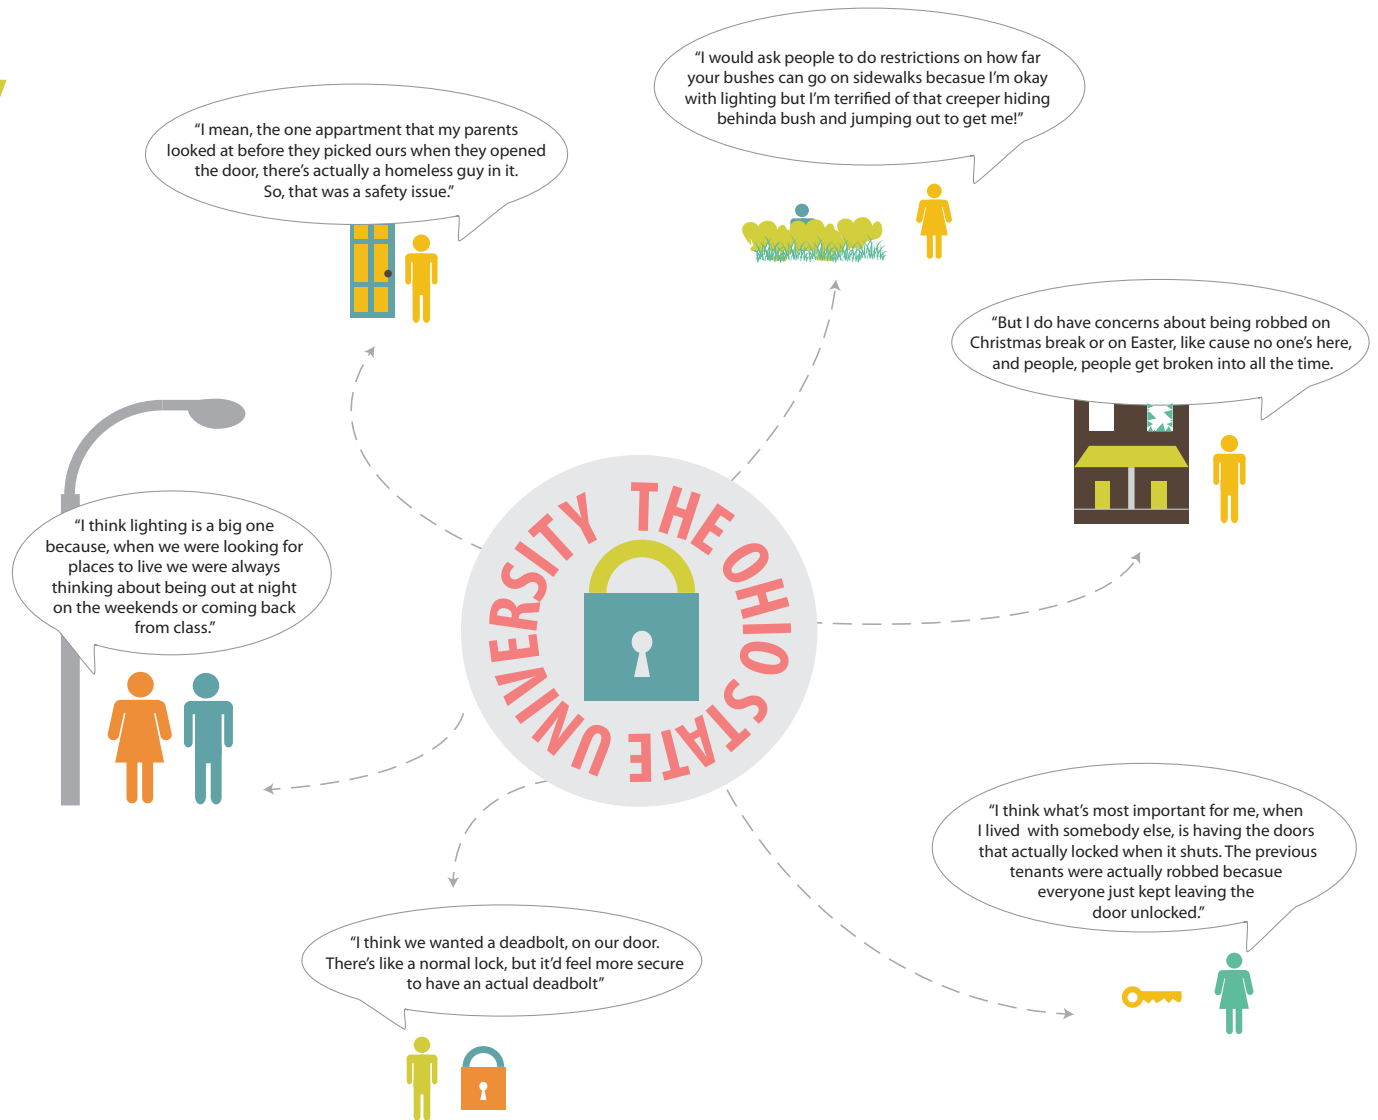 “I would ask people to do restrictions on how far
your bushes can go on sidewalks becasue I’m okay
with lighting but I’m terrified of that creeper hiding
behinda bush and jumping out to get me!”
“I mean, the one appartment that my parents
looked at before they picked ours when they opened
the door, there’s actually a homeless guy in it.
So, that was a safety issue.”
“But I do have concerns about being robbed on
Christmas break or on Easter, like cause no one’s here,
and people, people get broken into all the time.
“I think lighting is a big one
because, when we were looking for
places to live we were always
thinking about being out at night
on the weekends or coming back
from class.”
THE OHIO STATE UNIVERSITY
“I think what’s most important for me, when
I lived with somebody else, is having the doors
that actually locked when it shuts. The previous
tenants were actually robbed becasue
everyone just kept leaving the
door unlocked.”
“I think we wanted a deadbolt, on our door.
There’s like a normal lock, but it’d feel more secure
to have an actual deadbolt”